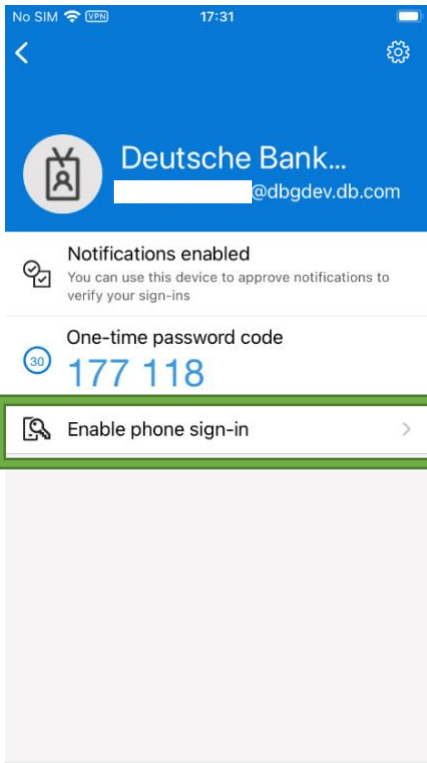 No SIM VPN 17:31
Deutsche Bank...
@dbgdev.db.com
Notifications enabled
You can use this device to approve notifications to
verify your sign-ins
One-time password code
30
177 118
Enable phone sign-in